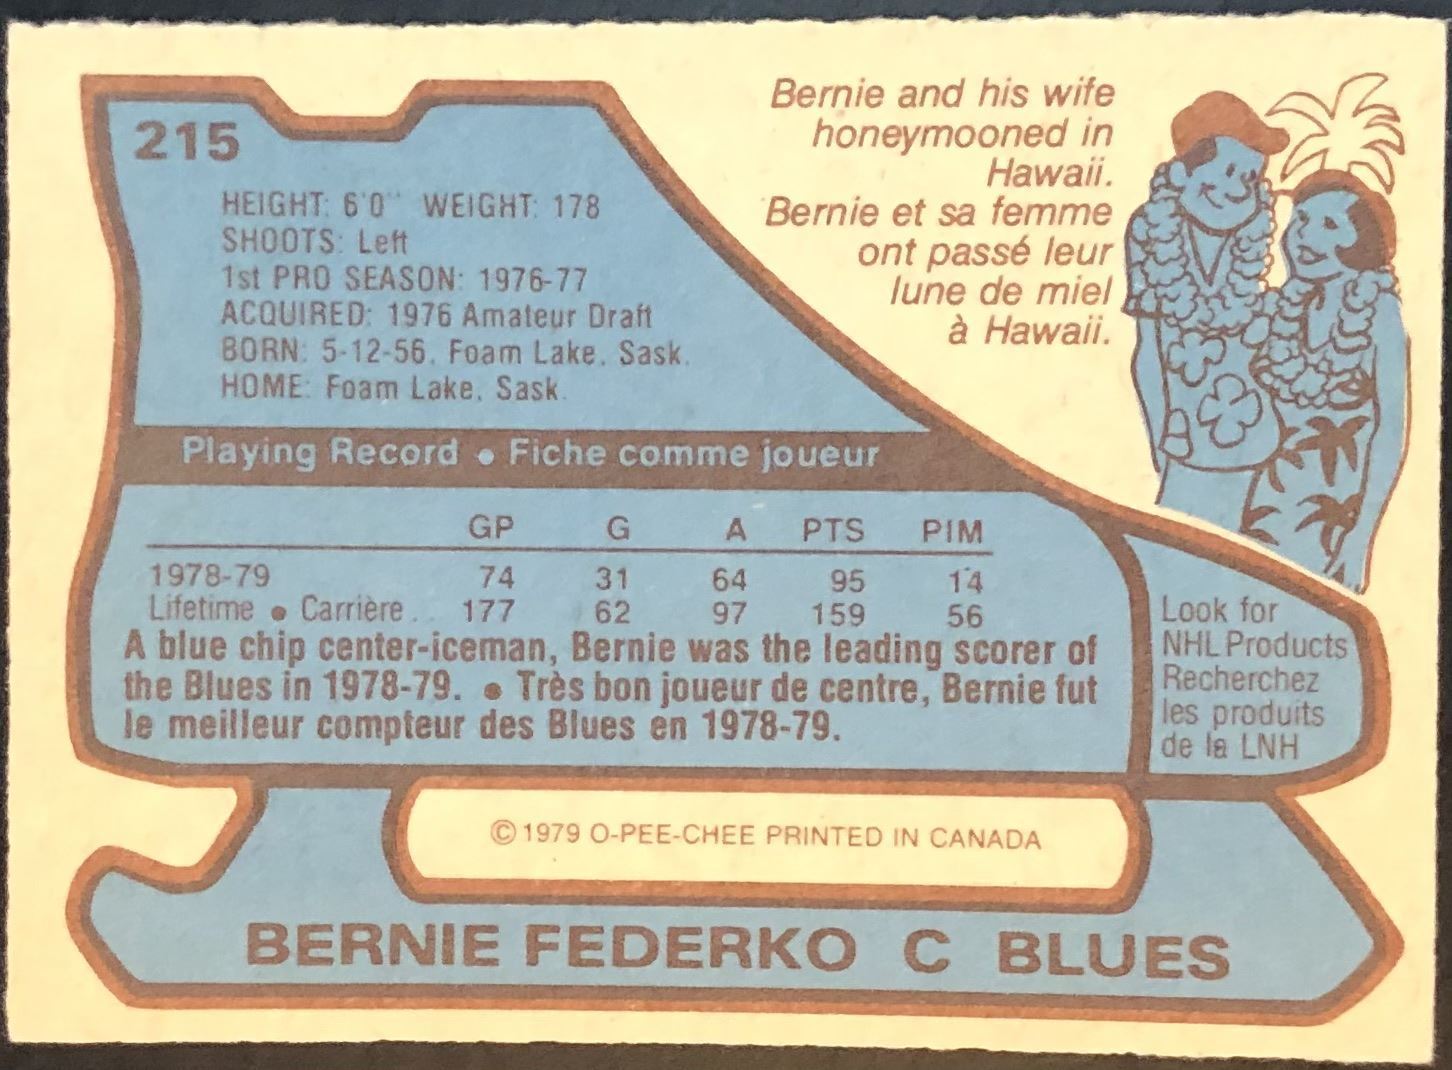 215
HEIGHT: 6'0" WEIGHT: 178
SHOOTS: Left
1st PRO SEASON: 1976-77
ACQUIRED: 1976 Amateur Draft
BORN: 5-12-56, Foam Lake, Sask.
HOME: Foam Lake, Sask.
Bernie and his wife
honeymooned in
Hawaii.
Bernie et sa femme
ont passé leur
lune de miel
à Hawaii.
Playing Record • Fiche comme joueur
GP G A PTS PIM
1978-79 74 31 64 95 14
Lifetime • Carrière.. 177 62 97 159 56
A blue chip center-iceman, Bernie was the leading scorer of
the Blues in 1978-79. • Très bon joueur de centre, Bernie fut
le meilleur compteur des Blues en 1978-79.
Look for
NHL Products
Recherchez
les produits
de la LNH
© 1979 O-PEE-CHEE PRINTED IN CANADA
BERNIE FEDERKO C BLUES